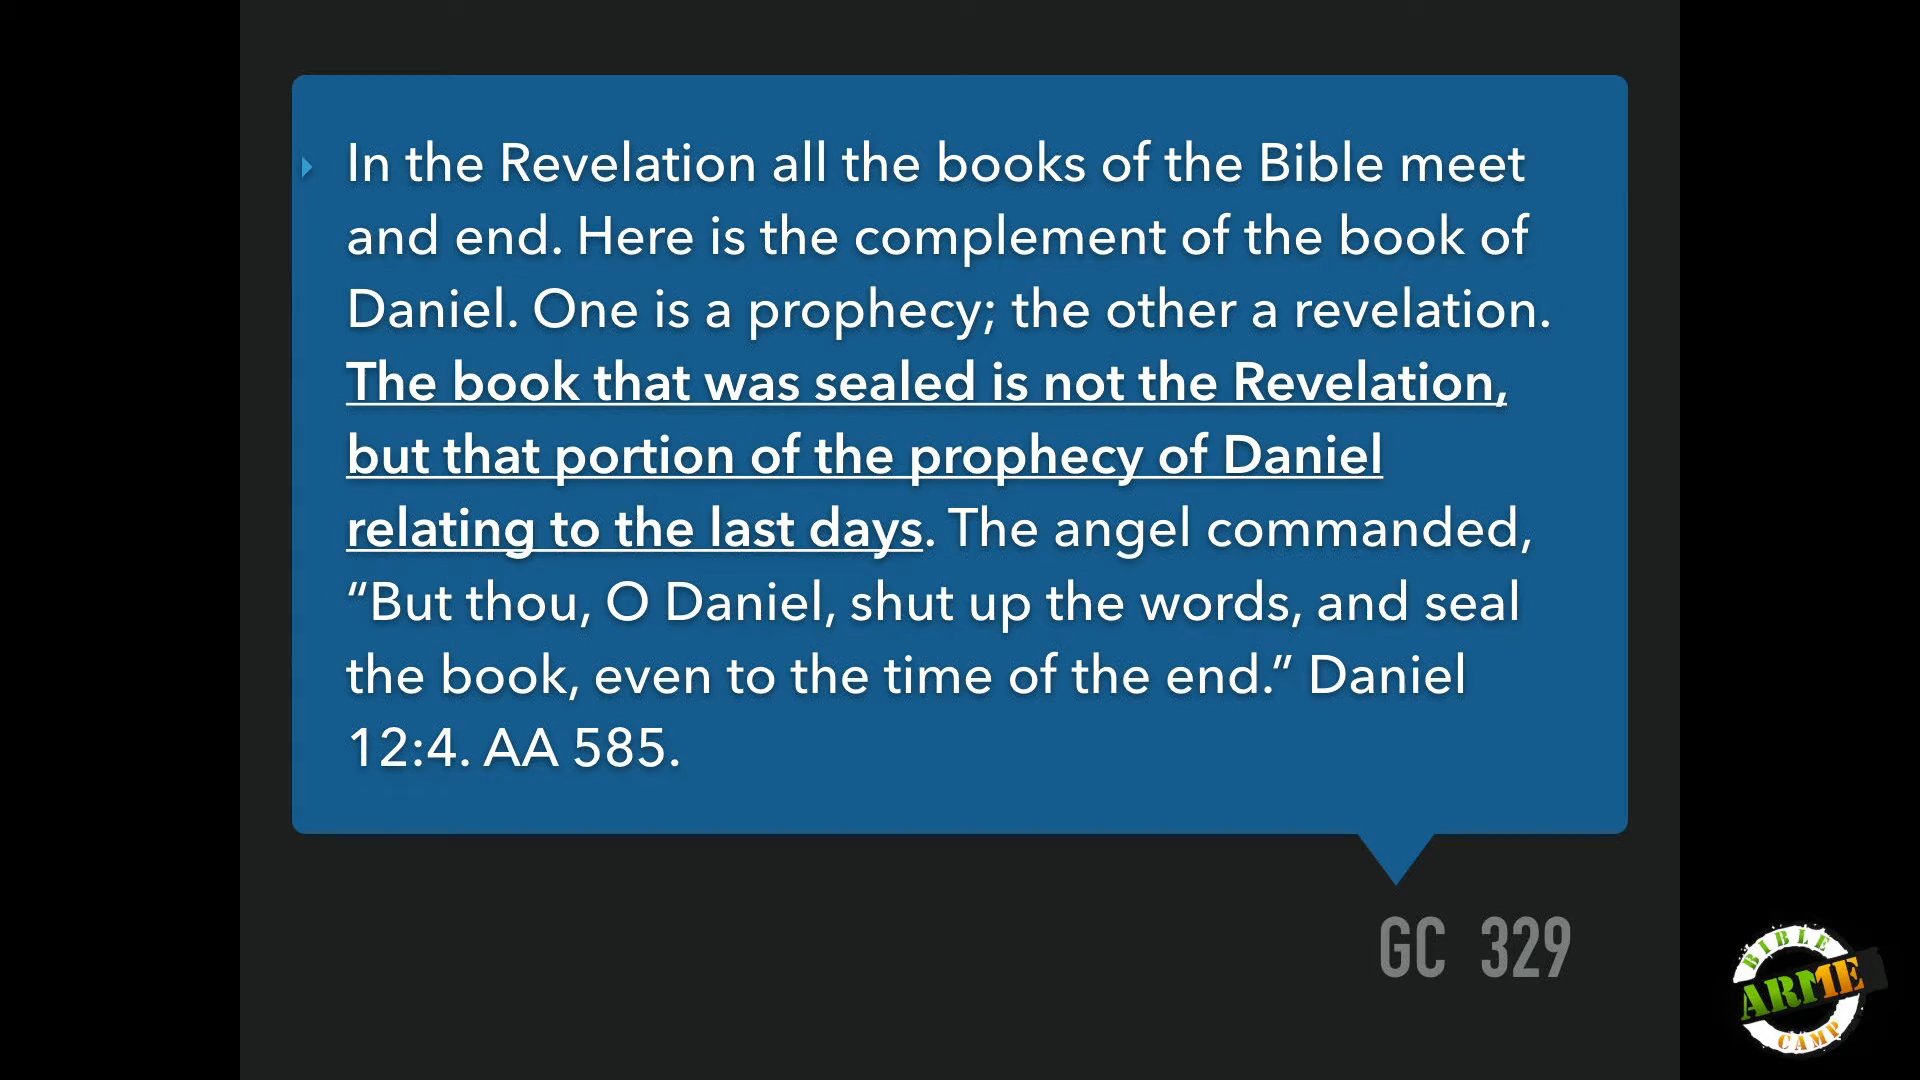 In the Revelation all the books of the Bible meet
and end. Here is the complement of the book of
Daniel. One is a prophecy; the other a revelation.
The book that was sealed is not the Revelation,
but that portion of the prophecy of Daniel
relating to the last days. The angel commanded,
“But thou, O Daniel, shut up the words, and seal
the book, even to the time of the end.” Daniel
12:4. AA 585.
GC 329
BIBLE
ARME
CAMP